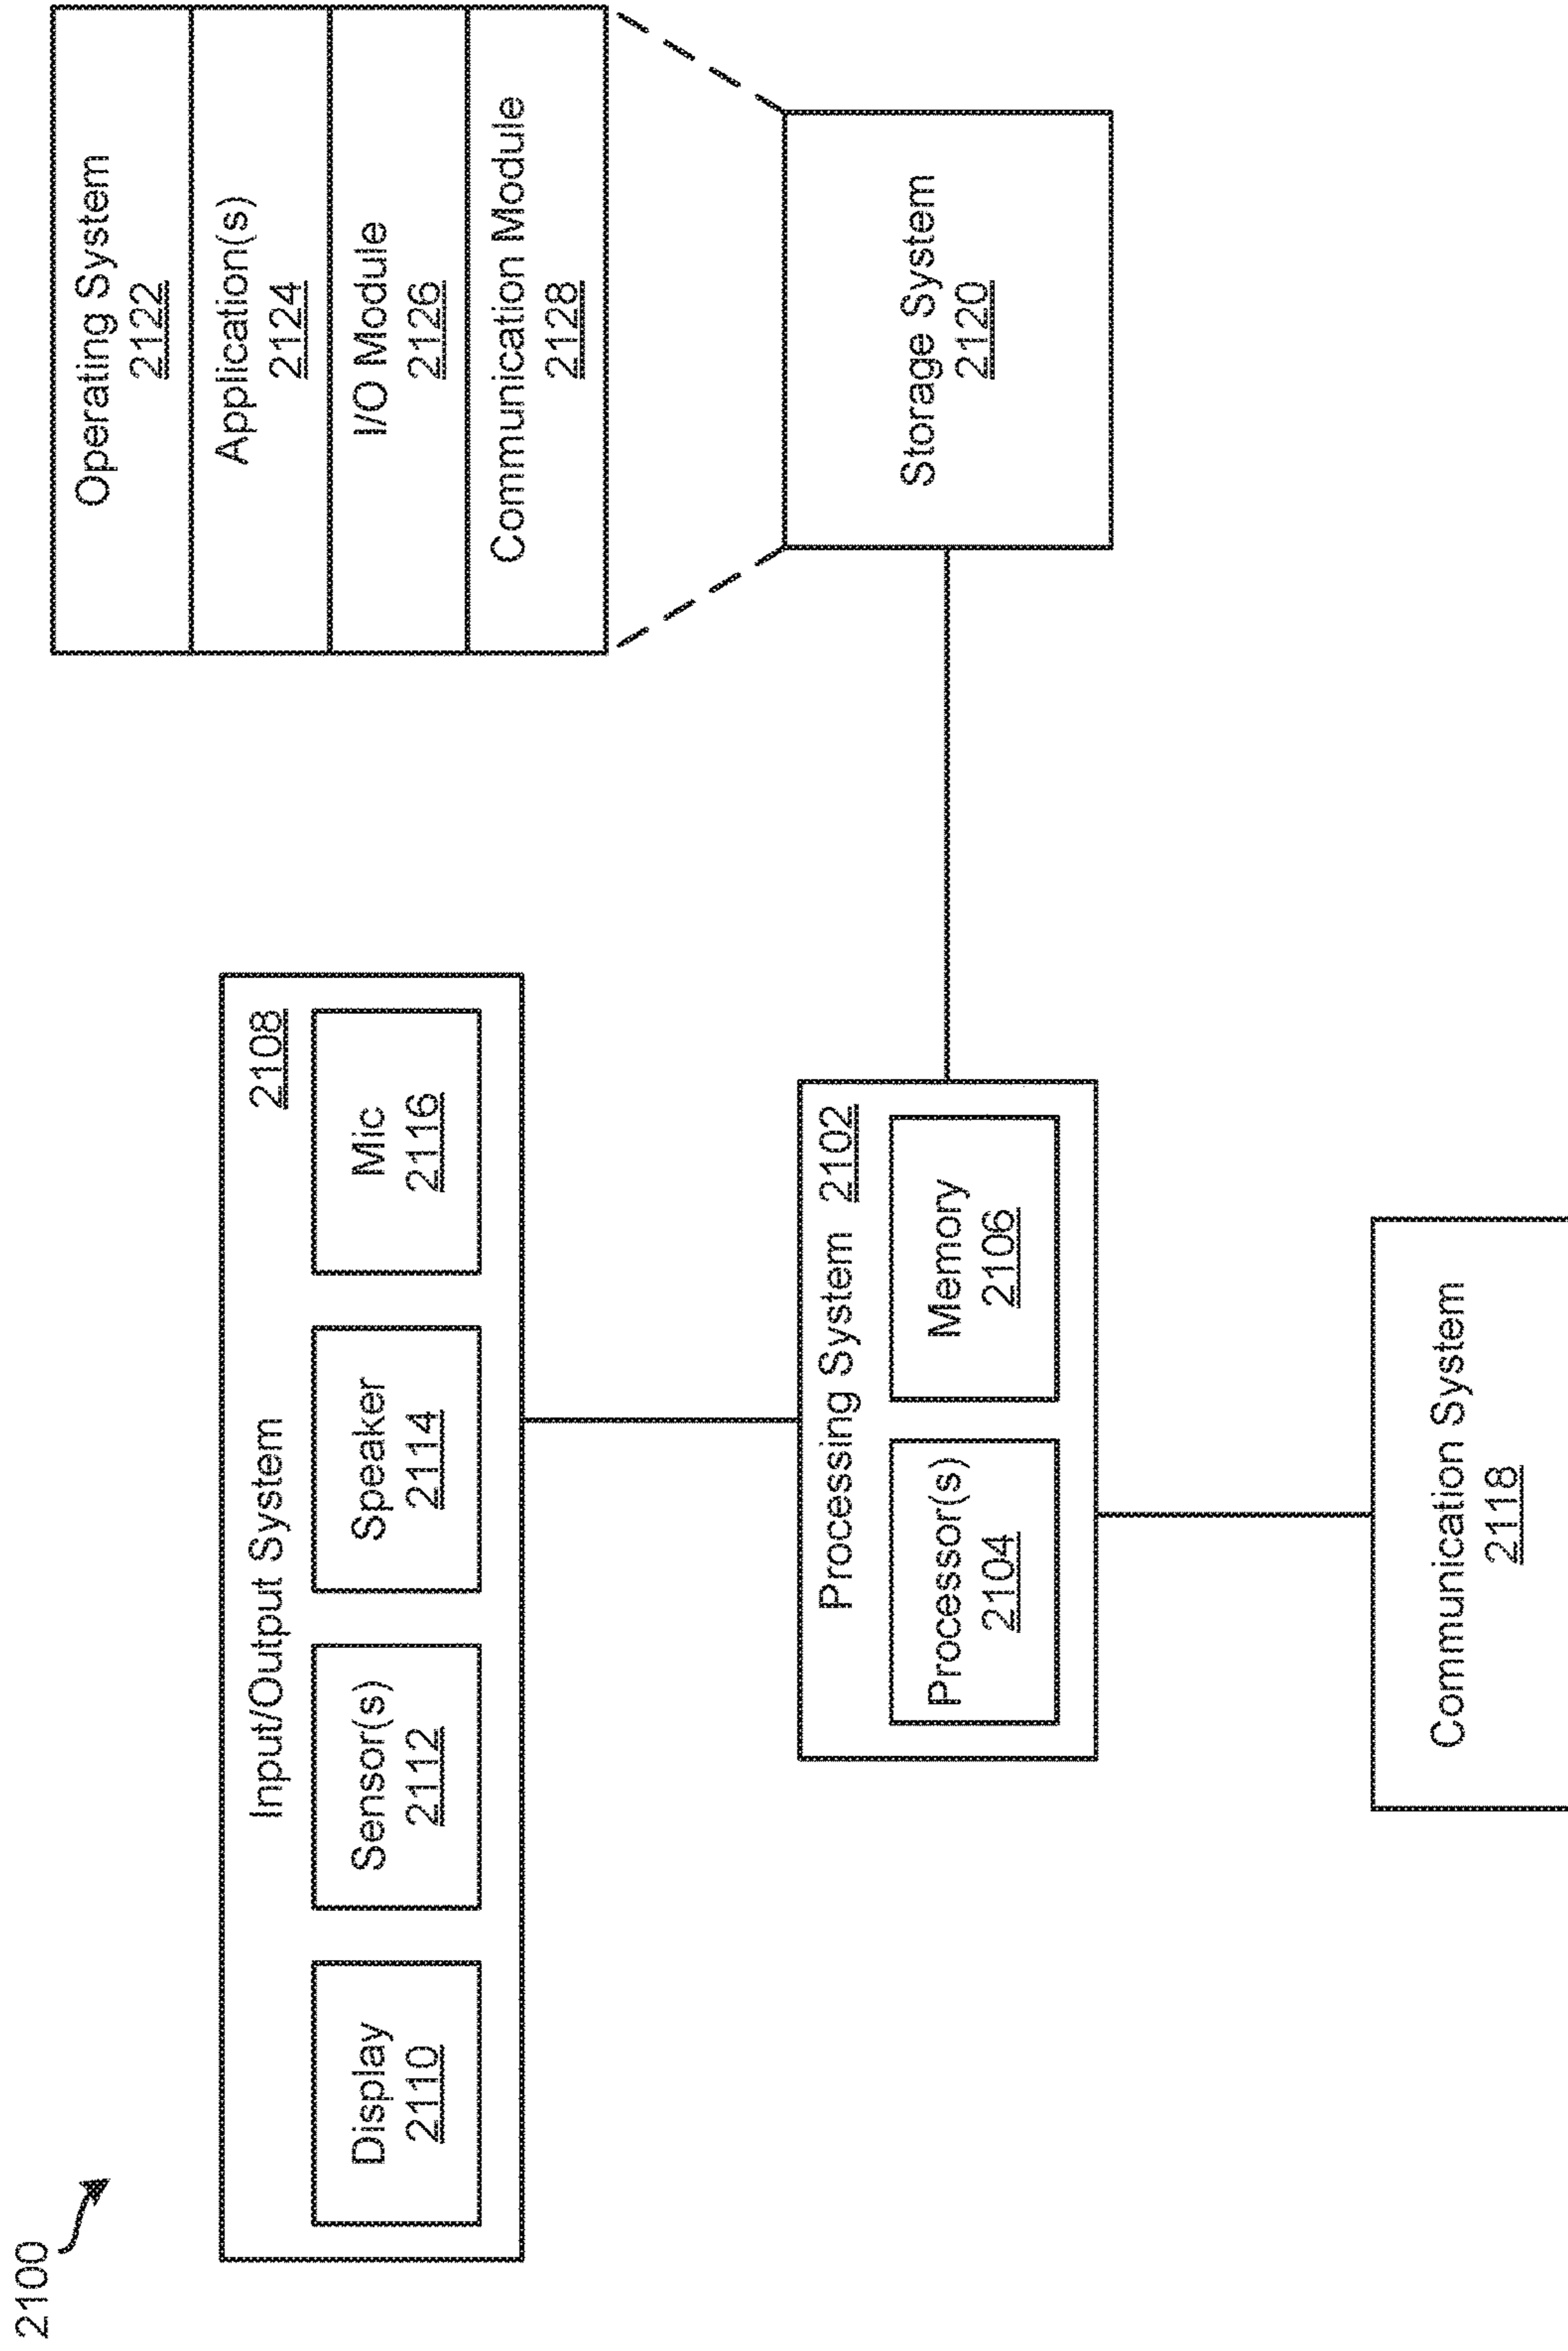 2100
Input/Output System
2108
Display
2110
Sensor(s)
2112
Speaker
2114
Mic
2116
Operating System
2122
Application(s)
2124
I/O Module
2126
Communication Module
2128
Processing System 2102
Processor(s)
2104
Memory
2106
Storage System
2120
Communication System
2118